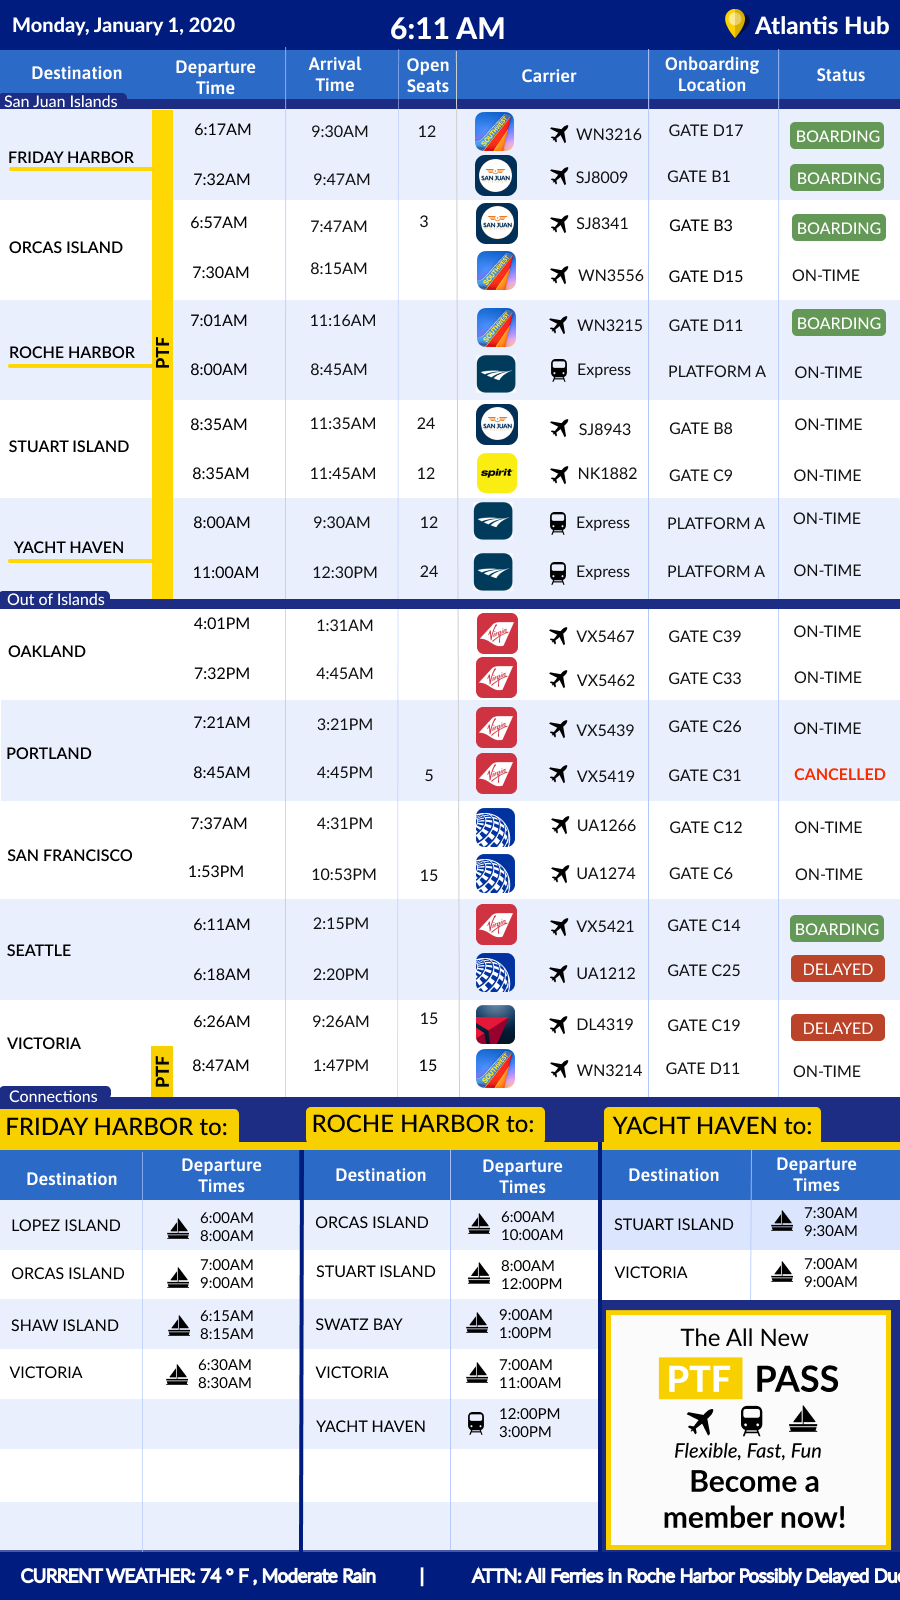 Monday, January 1, 2020
6:11 AM
Atlantis Hub
Destination
Departure
Time
Arrival
Time
Open
Seats
Carrier
Onboarding
Location
Status
San Juan Islands
PTF
FRIDAY HARBOR
6:17AM 9:30AM 12 SOUTHWEST WN3216 GATE D17 BOARDING
7:32AM 9:47AM SAN JUAN SJ8009 GATE B1 BOARDING
ORCAS ISLAND
6:57AM 7:47AM 3 SAN JUAN SJ8341 GATE B3 BOARDING
7:30AM 8:15AM SOUTHWEST WN3556 GATE D15 ON-TIME
ROCHE HARBOR
7:01AM 11:16AM SOUTHWEST WN3215 GATE D11 BOARDING
8:00AM 8:45AM Express PLATFORM A ON-TIME
STUART ISLAND
8:35AM 11:35AM 24 SAN JUAN SJ8943 GATE B8 ON-TIME
8:35AM 11:45AM 12 spirit NK1882 GATE C9 ON-TIME
YACHT HAVEN
8:00AM 9:30AM 12 Express PLATFORM A ON-TIME
11:00AM 12:30PM 24 Express PLATFORM A ON-TIME
Out of Islands
OAKLAND
4:01PM 1:31AM Virgin VX5467 GATE C39 ON-TIME
7:32PM 4:45AM Virgin VX5462 GATE C33 ON-TIME
PORTLAND
7:21AM 3:21PM Virgin VX5439 GATE C26 ON-TIME
8:45AM 4:45PM 5 Virgin VX5419 GATE C31 CANCELLED
SAN FRANCISCO
7:37AM 4:31PM UA1266 GATE C12 ON-TIME
1:53PM 10:53PM 15 UA1274 GATE C6 ON-TIME
SEATTLE
6:11AM 2:15PM Virgin VX5421 GATE C14 BOARDING
6:18AM 2:20PM UA1212 GATE C25 DELAYED
VICTORIA
6:26AM 9:26AM 15 DL4319 GATE C19 DELAYED
PTF
8:47AM 1:47PM 15 SOUTHWEST WN3214 GATE D11 ON-TIME
Connections
FRIDAY HARBOR to:
Destination
Departure
Times
LOPEZ ISLAND
6:00AM
8:00AM
ORCAS ISLAND
7:00AM
9:00AM
SHAW ISLAND
6:15AM
8:15AM
VICTORIA
6:30AM
8:30AM
ROCHE HARBOR to:
Destination
Departure
Times
ORCAS ISLAND
6:00AM
10:00AM
STUART ISLAND
8:00AM
12:00PM
SWATZ BAY
9:00AM
1:00PM
VICTORIA
7:00AM
11:00AM
YACHT HAVEN
12:00PM
3:00PM
YACHT HAVEN to:
Destination
Departure
Times
STUART ISLAND
7:30AM
9:30AM
VICTORIA
7:00AM
9:00AM
The All New
PTF PASS
Flexible, Fast, Fun
Become a
member now!
CURRENT WEATHER: 74 ° F , Moderate Rain | ATTN: All Ferries in Roche Harbor Possibly Delayed Due